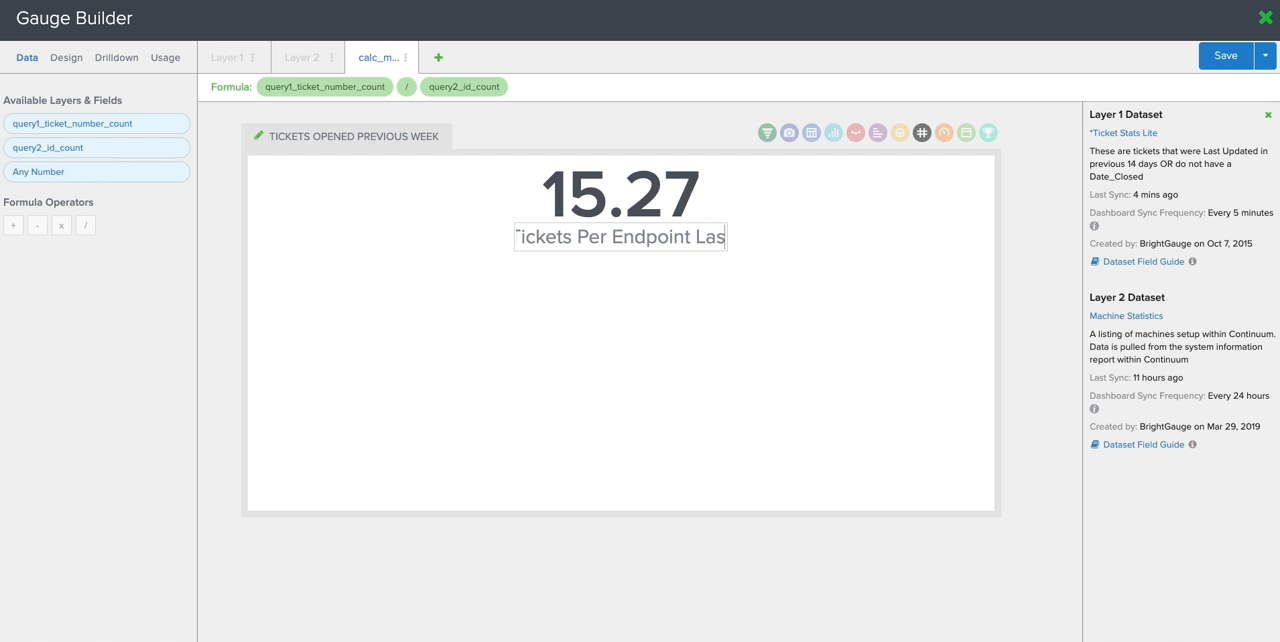 Gauge Builder
Data Design Drilldown Usage
Layer 1 Layer 2 calc_m... +
Save
Formula: query1_ticket_number_count / query2_id_count
Available Layers & Fields
query1_ticket_number_count
query2_id_count
Any Number
Formula Operators
+ - x /
TICKETS OPENED PREVIOUS WEEK
15.27
Tickets Per Endpoint Las
Layer 1 Dataset
*Ticket Stats Lite
These are tickets that were Last Updated in
previous 14 days OR do not have a
Date_Closed
Last Sync: 4 mins ago
Dashboard Sync Frequency: Every 5 minutes
Created by: BrightGauge on Oct 7, 2015
Dataset Field Guide
Layer 2 Dataset
Machine Statistics
A listing of machines setup within Continuum.
Data is pulled from the system information
report within Continuum
Last Sync: 11 hours ago
Dashboard Sync Frequency: Every 24 hours
Created by: BrightGauge on Mar 29, 2019
Dataset Field Guide